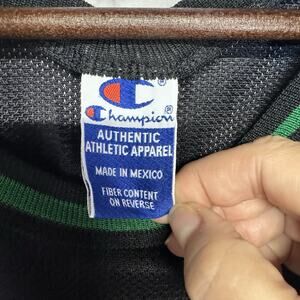 Champion®
AUTHENTIC
ATHLETIC APPAREL
MADE IN MEXICO
FIBER CONTENT
ON REVERSE